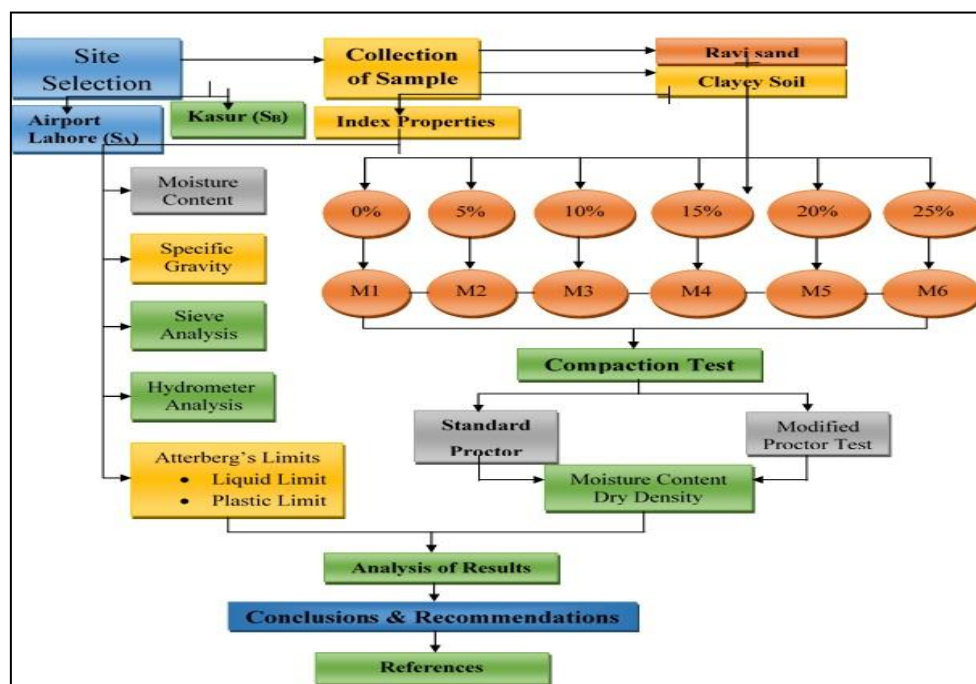 Site
Selection
Collection
of Sample
Ravi sand
Clayey Soil
Airport
Lahore (SA)
Kasur (SB)
Index Properties
Moisture
Content
Specific
Gravity
Sieve
Analysis
Hydrometer
Analysis
Atterberg's Limits
• Liquid Limit
• Plastic Limit
0%
5%
10%
15%
20%
25%
M1
M2
M3
M4
M5
M6
Compaction Test
Standard
Proctor
Modified
Proctor Test
Moisture Content
Dry Density
Analysis of Results
Conclusions & Recommendations
References